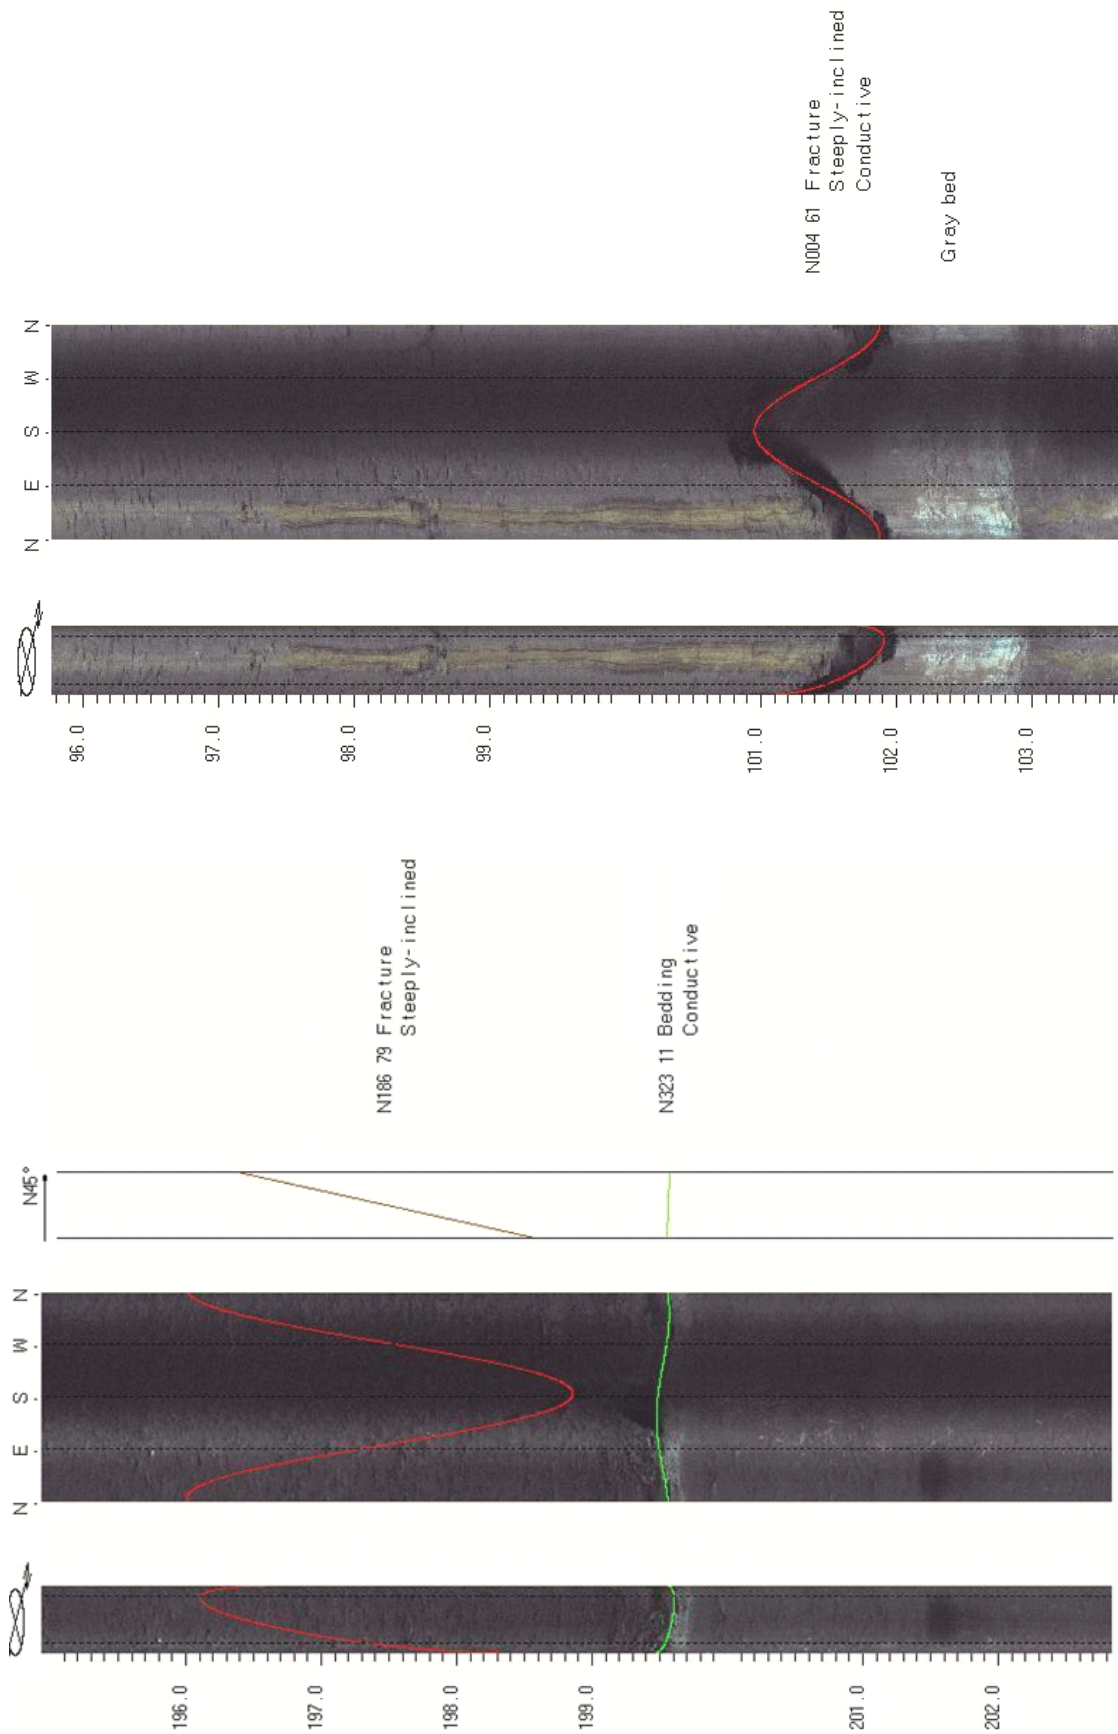 N004 61 Fracture
Steeply-inclined
Conductive
Gray bed
N E S W N
96.0 97.0 98.0 99.0 101.0 102.0 103.0
N186 79 Fracture
Steeply-inclined
N323 11 Bedding
Conductive
N45°
N E S W N
196.0 197.0 198.0 199.0 201.0 202.0